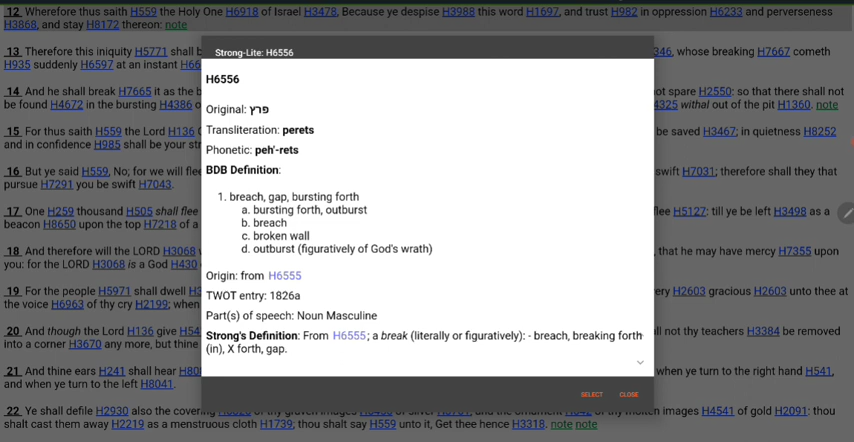 12 Wherefore thus saith H559 the Holy One H6918 of Israel H3478, Because ye despise H3988 this word H1697, and trust H982 in oppression H6233 and perverseness
H3868, and stay H8172 thereon: note
Strong-Lite: H6556
13 Therefore this iniquity H5771 shall b
346, whose breaking H7667 cometh
H935 suddenly H6597 at an instant H66
H6556
14 And he shall break H7665 it as the b
ot spare H2550: so that there shall not
be found H4672 in the bursting H4386 o
4325 withal out of the pit H1360. note
Original: פרץ
Transliteration: perets
15 For thus saith H559 the Lord H136
be saved H3467; in quietness H8252
and in confidence H985 shall be your str
Phonetic: peh'-rets
BDB Definition:
16 But ye said H559, No; for we will flee
swift H7031; therefore shall they that
pursue H7291 you be swift H7043.
1. breach, gap, bursting forth
a. bursting forth, outburst
b. breach
c. broken wall
d. outburst (figuratively of God's wrath)
17 One H259 thousand H505 shall flee
lee H5127: till ye be left H3498 as a
beacon H8650 upon the top H7218 of a
18 And therefore will the LORD H3068
, that he may have mercy H7355 upon
you: for the LORD H3068 is a God H430
Origin: from H6555
TWOT entry: 1826a
19 For the people H5971 shall dwell H
ery H2603 gracious H2603 unto thee at
the voice H6963 of thy cry H2199; when
Part(s) of speech: Noun Masculine
20 And though the Lord H136 give H54
ll not thy teachers H3384 be removed
into a corner H3670 any more, but thine
Strong's Definition: From H6555; a break (literally or figuratively): - breach, breaking forth
(in), X forth, gap.
21 And thine ears H241 shall hear H80
when ye turn to the right hand H541,
and when ye turn to the left H8041.
SELECT CLOSE
22 Ye shall defile H2930 also the covering of thy graven images of silver and the ornament of thy molten images H4541 of gold H2091: thou
shalt cast them away H2219 as a menstruous cloth H1739; thou shalt say H559 unto it, Get thee hence H3318. note note